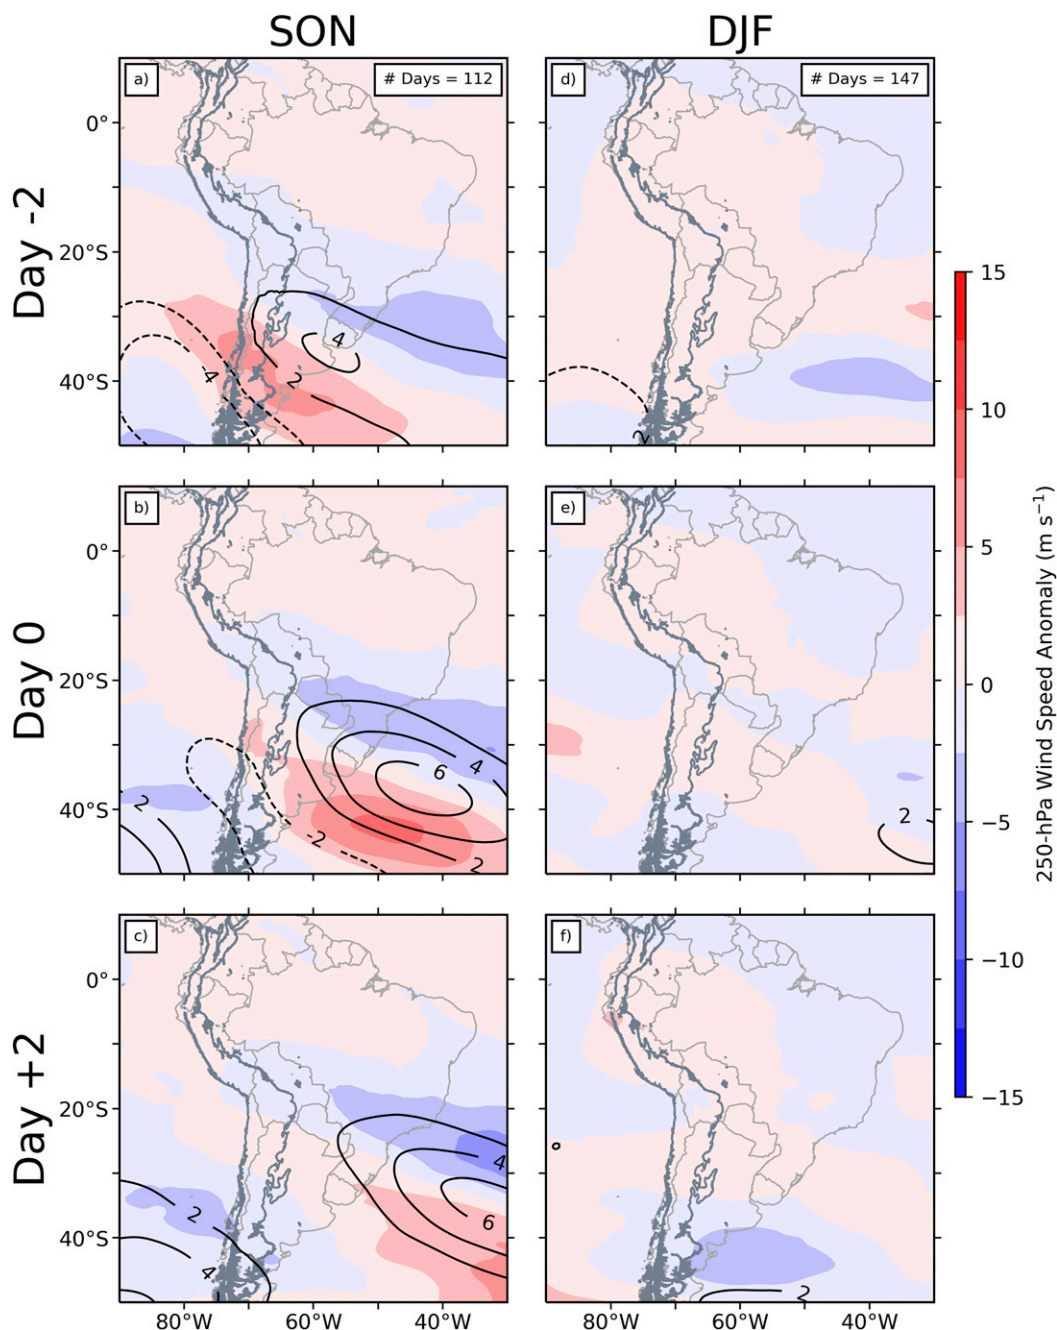 SON
DJF
Day -2
a)
# Days = 112
d)
# Days = 147
0°
20°S
40°S
4
2
4
2
Day 0
b)
e)
0°
20°S
40°S
6
4
2
-2
2
2
Day +2
c)
f)
0°
20°S
40°S
4
6
2
4
2
80°W
60°W
40°W
80°W
60°W
40°W
15
10
5
0
−5
−10
−15
250-hPa Wind Speed Anomaly (m s⁻¹)